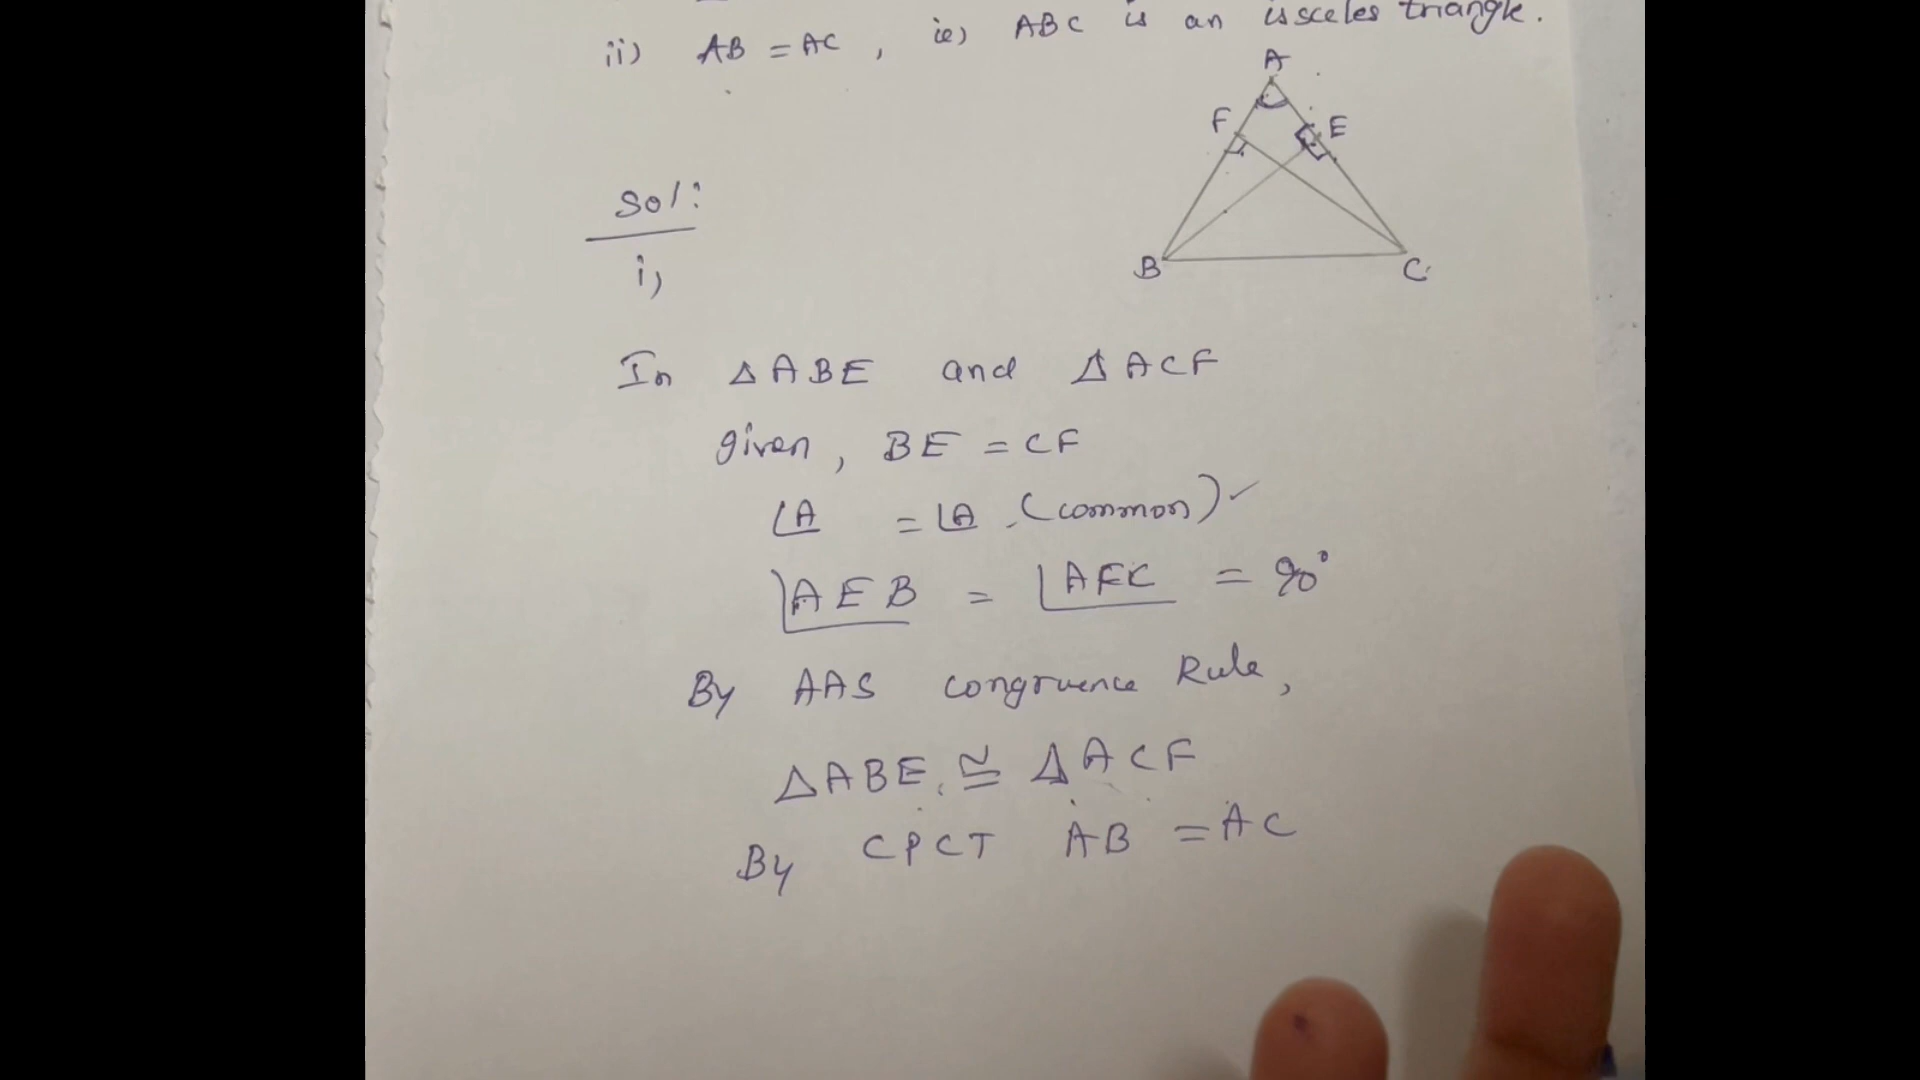 ii) AB = AC , ie) ABC is an issceles triangle.
A
F
E
B
C
Sol:
i,
In ΔABE and ΔACF
given, BE = CF
∠A = ∠A (common) ✓
∠AEB = ∠AFC = 90°
By AAS congruence Rule,
ΔABE ≅ ΔACF
By CPCT AB = AC